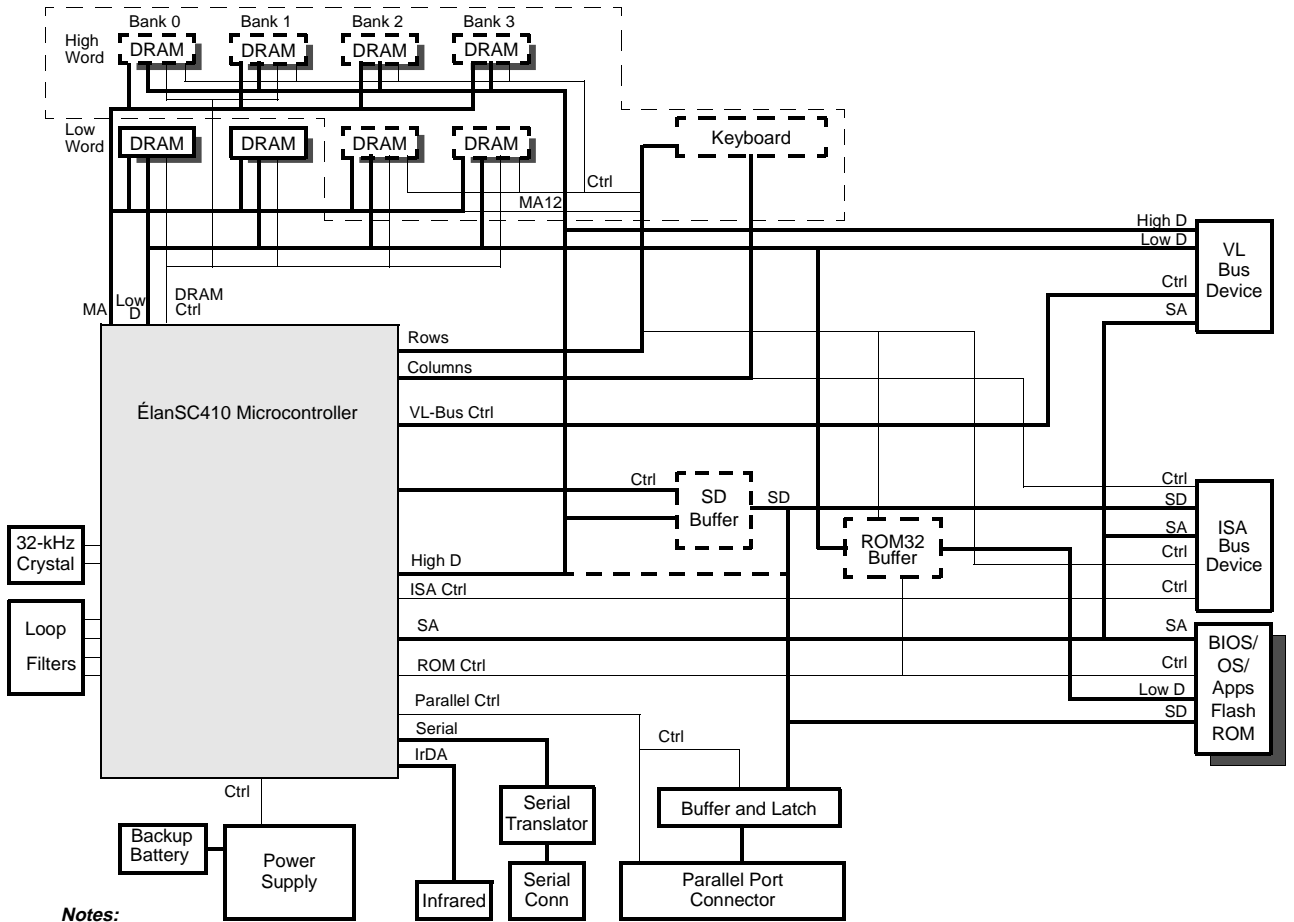 Bank 0 Bank 1 Bank 2 Bank 3
High
Word
DRAM DRAM DRAM DRAM
Low
Word
DRAM DRAM DRAM DRAM
Keyboard
Ctrl
MA12
High D
Low D
Ctrl
SA
VL
Bus
Device
MA
Low
D
DRAM
Ctrl
Rows
Columns
VL-Bus Ctrl
ÉlanSC410 Microcontroller
Ctrl
SD
Buffer
SD
ROM32
Buffer
Ctrl
SD
SA
Ctrl
Ctrl
ISA
Bus
Device
32-kHz
Crystal
Loop
Filters
High D
ISA Ctrl
SA
ROM Ctrl
Parallel Ctrl
Serial
IrDA
SA
Ctrl
Low D
SD
BIOS/
OS/
Apps
Flash
ROM
Ctrl
Ctrl
Backup
Battery
Power
Supply
Infrared
Serial
Translator
Serial
Conn
Buffer and Latch
Parallel Port
Connector
Notes: